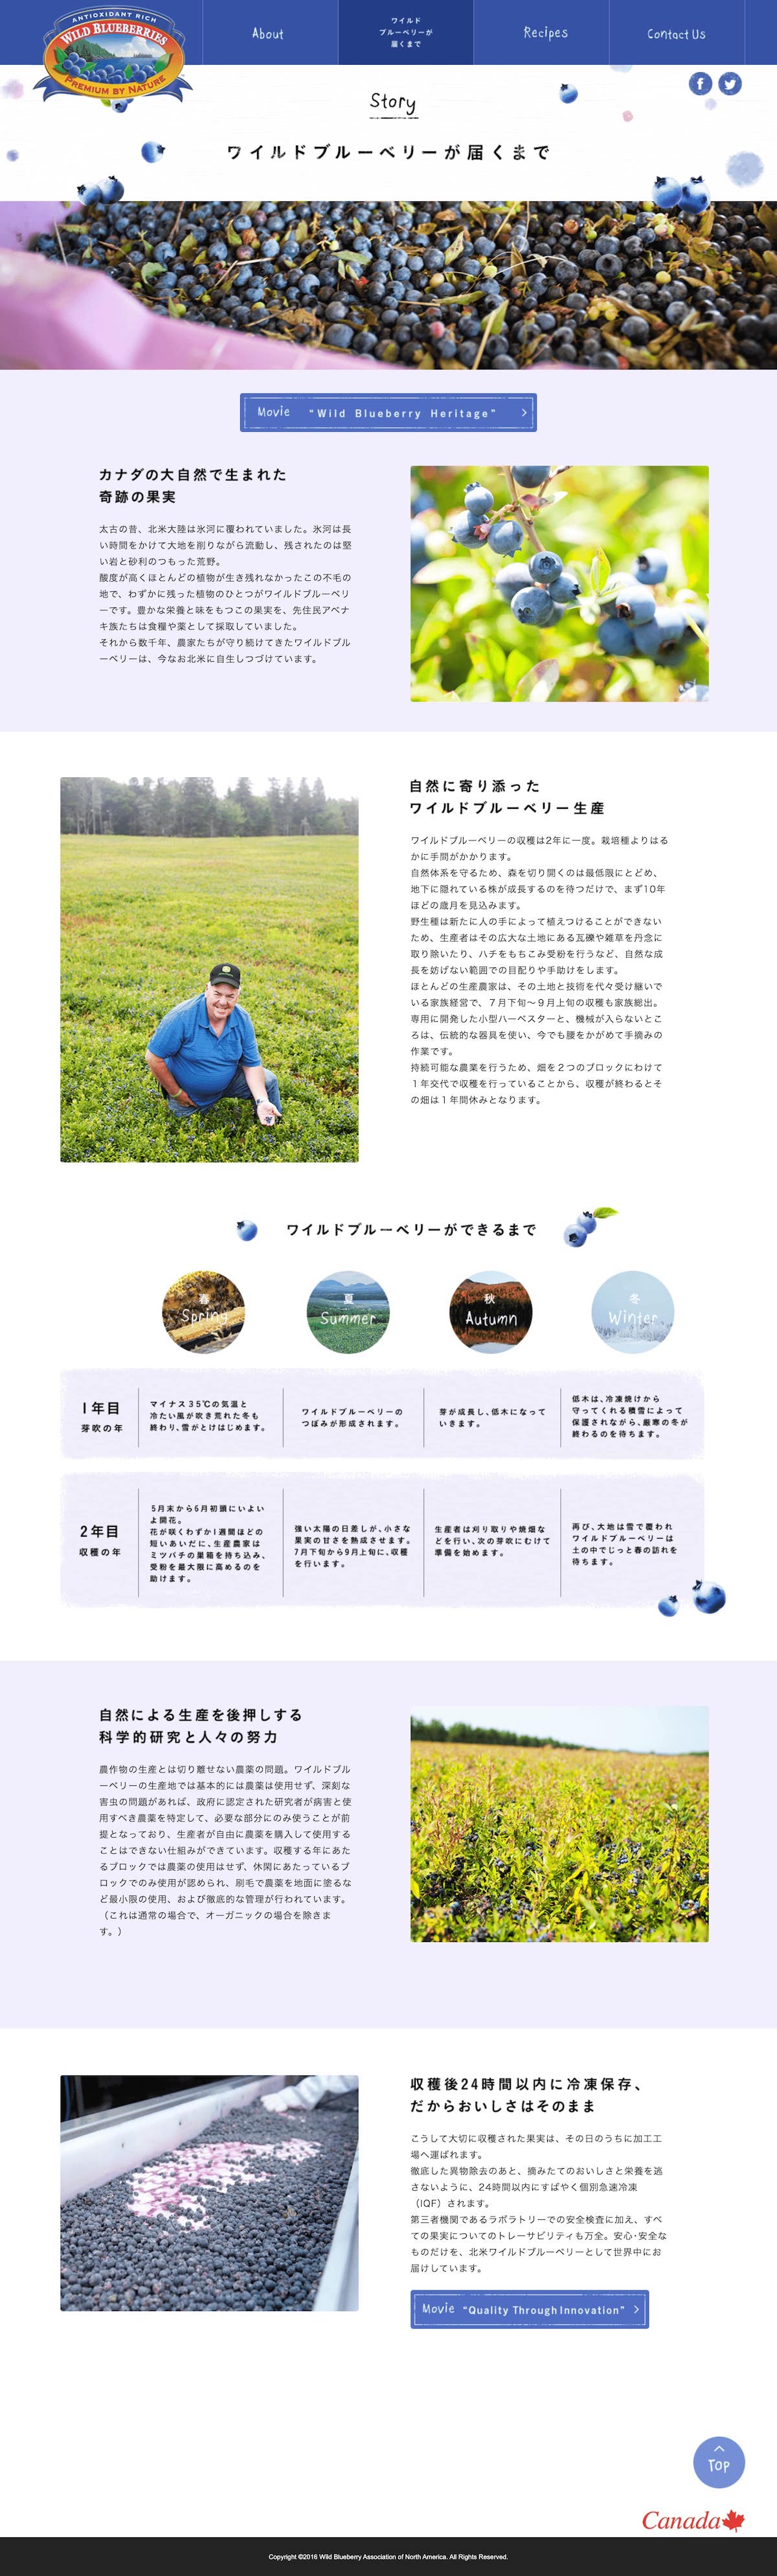 ANTIOXIDANT RICH
WILD BLUEBERRIES
PREMIUM BY NATURE
About
ワイルド
ブルーベリーが
届くまで
Recipes
Contact Us
Story
ワイルドブルーベリーが届くまで
Movie “Wild Blueberry Heritage”
カナダの大自然で生まれた
奇跡の果実
太古の昔、北米大陸は氷河に覆われていました。氷河は長
い時間をかけて大地を削りながら流動し、残されたのは堅
い岩と砂利のつもった荒野。
酸度が高くほとんどの植物が生き残れなかったこの不毛の
地で、わずかに残った植物のひとつがワイルドブルーベリ
ーです。豊かな栄養と味をもつこの果実を、先住民アベナ
キ族たちは食糧や薬として採取していました。
それから数千年、農家たちが守り続けてきたワイルドブル
ーベリーは、今なお北米に自生しつづけています。
自然に寄り添った
ワイルドブルーベリー生産
ワイルドブルーベリーの収穫は2年に一度。栽培種よりはる
かに手間がかかります。
自然体系を守るため、森を切り開くのは最低限にとどめ、
地下に隠れている株が成長するのを待つだけで、まず10年
ほどの歳月を見込みます。
野生種は新たに人の手によって植えつけることができない
ため、生産者はその広大な土地にある瓦礫や雑草を丹念に
取り除いたり、ハチをもちこみ受粉を行うなど、自然な成
長を妨げない範囲での目配りや手助けをします。
ほとんどの生産農家は、その土地と技術を代々受け継いで
いる家族経営で、７月下旬〜９月上旬の収穫も家族総出。
専用に開発した小型ハーベスターと、機械が入らないとこ
ろは、伝統的な器具を使い、今でも腰をかがめて手摘みの
作業です。
持続可能な農業を行うため、畑を２つのブロックにわけて
１年交代で収穫を行っていることから、収穫が終わるとそ
の畑は１年間休みとなります。
ワイルドブルーベリーができるまで
春
Spring
夏
Summer
秋
Autumn
冬
Winter
1年目
芽吹の年
マイナス35℃の気温と
冷たい風が吹き荒れた冬も
終わり、雪がとけはじめます。
ワイルドブルーベリーの
つぼみが形成されます。
芽が成長し、低木になって
いきます。
低木は、冷凍焼けから
守ってくれる積雪によって
保護されながら、厳寒の冬が
終わるのを待ちます。
2年目
収穫の年
5月末から6月初頭にいよい
よ開花。
花が咲くわずか1週間ほどの
短いあいだに、生産農家は
ミツバチの巣箱を持ち込み、
受粉を最大限に高めるのを
助けます。
強い太陽の日差しが、小さな
果実の甘さを熟成させます。
7月下旬から9月上旬に、収穫
を行います。
生産者は刈り取りや焼畑な
どを行い、次の芽吹にむけて
準備を始めます。
再び、大地は雪で覆われ
ワイルドブルーベリーは
土の中でじっと春の訪れを
待ちます。
自然による生産を後押しする
科学的研究と人々の努力
農作物の生産とは切り離せない農薬の問題。ワイルドブル
ーベリーの生産地では基本的には農薬は使用せず、深刻な
害虫の問題があれば、政府に認定された研究者が病害と使
用すべき農薬を特定して、必要な部分にのみ使うことが前
提となっており、生産者が自由に農薬を購入して使用する
ことはできない仕組みができています。収穫する年にあた
るブロックでは農薬の使用はせず、休閑にあたっているブ
ロックでのみ使用が認められ、刷毛で農薬を地面に塗るな
ど最小限の使用、および徹底的な管理が行われています。
（これは通常の場合で、オーガニックの場合を除きま
す。）
収穫後24時間以内に冷凍保存、
だからおいしさはそのまま
こうして大切に収穫された果実は、その日のうちに加工工
場へ運ばれます。
徹底した異物除去のあと、摘みたてのおいしさと栄養を逃
さないように、24時間以内にすばやく個別急速冷凍
（IQF）されます。
第三者機関であるラボラトリーでの安全検査に加え、すべ
ての果実についてのトレーサビリティも万全。安心・安全な
ものだけを、北米ワイルドブルーベリーとして世界中にお
届けしています。
Movie “Quality Through Innovation”
TOP
Canada
Copyright ©2016 Wild Blueberry Association of North America. All Rights Reserved.